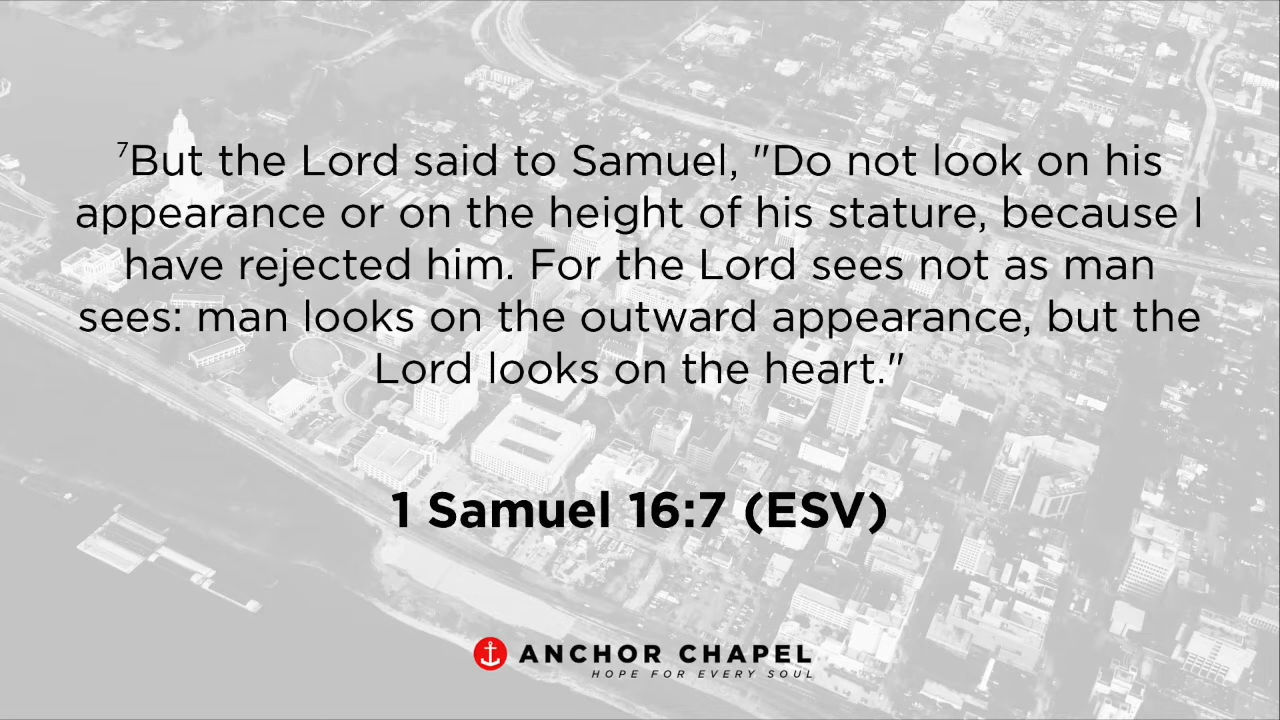 ⁷But the Lord said to Samuel, "Do not look on his
appearance or on the height of his stature, because I
have rejected him. For the Lord sees not as man
sees: man looks on the outward appearance, but the
Lord looks on the heart."
1 Samuel 16:7 (ESV)
ANCHOR CHAPEL
HOPE FOR EVERY SOUL